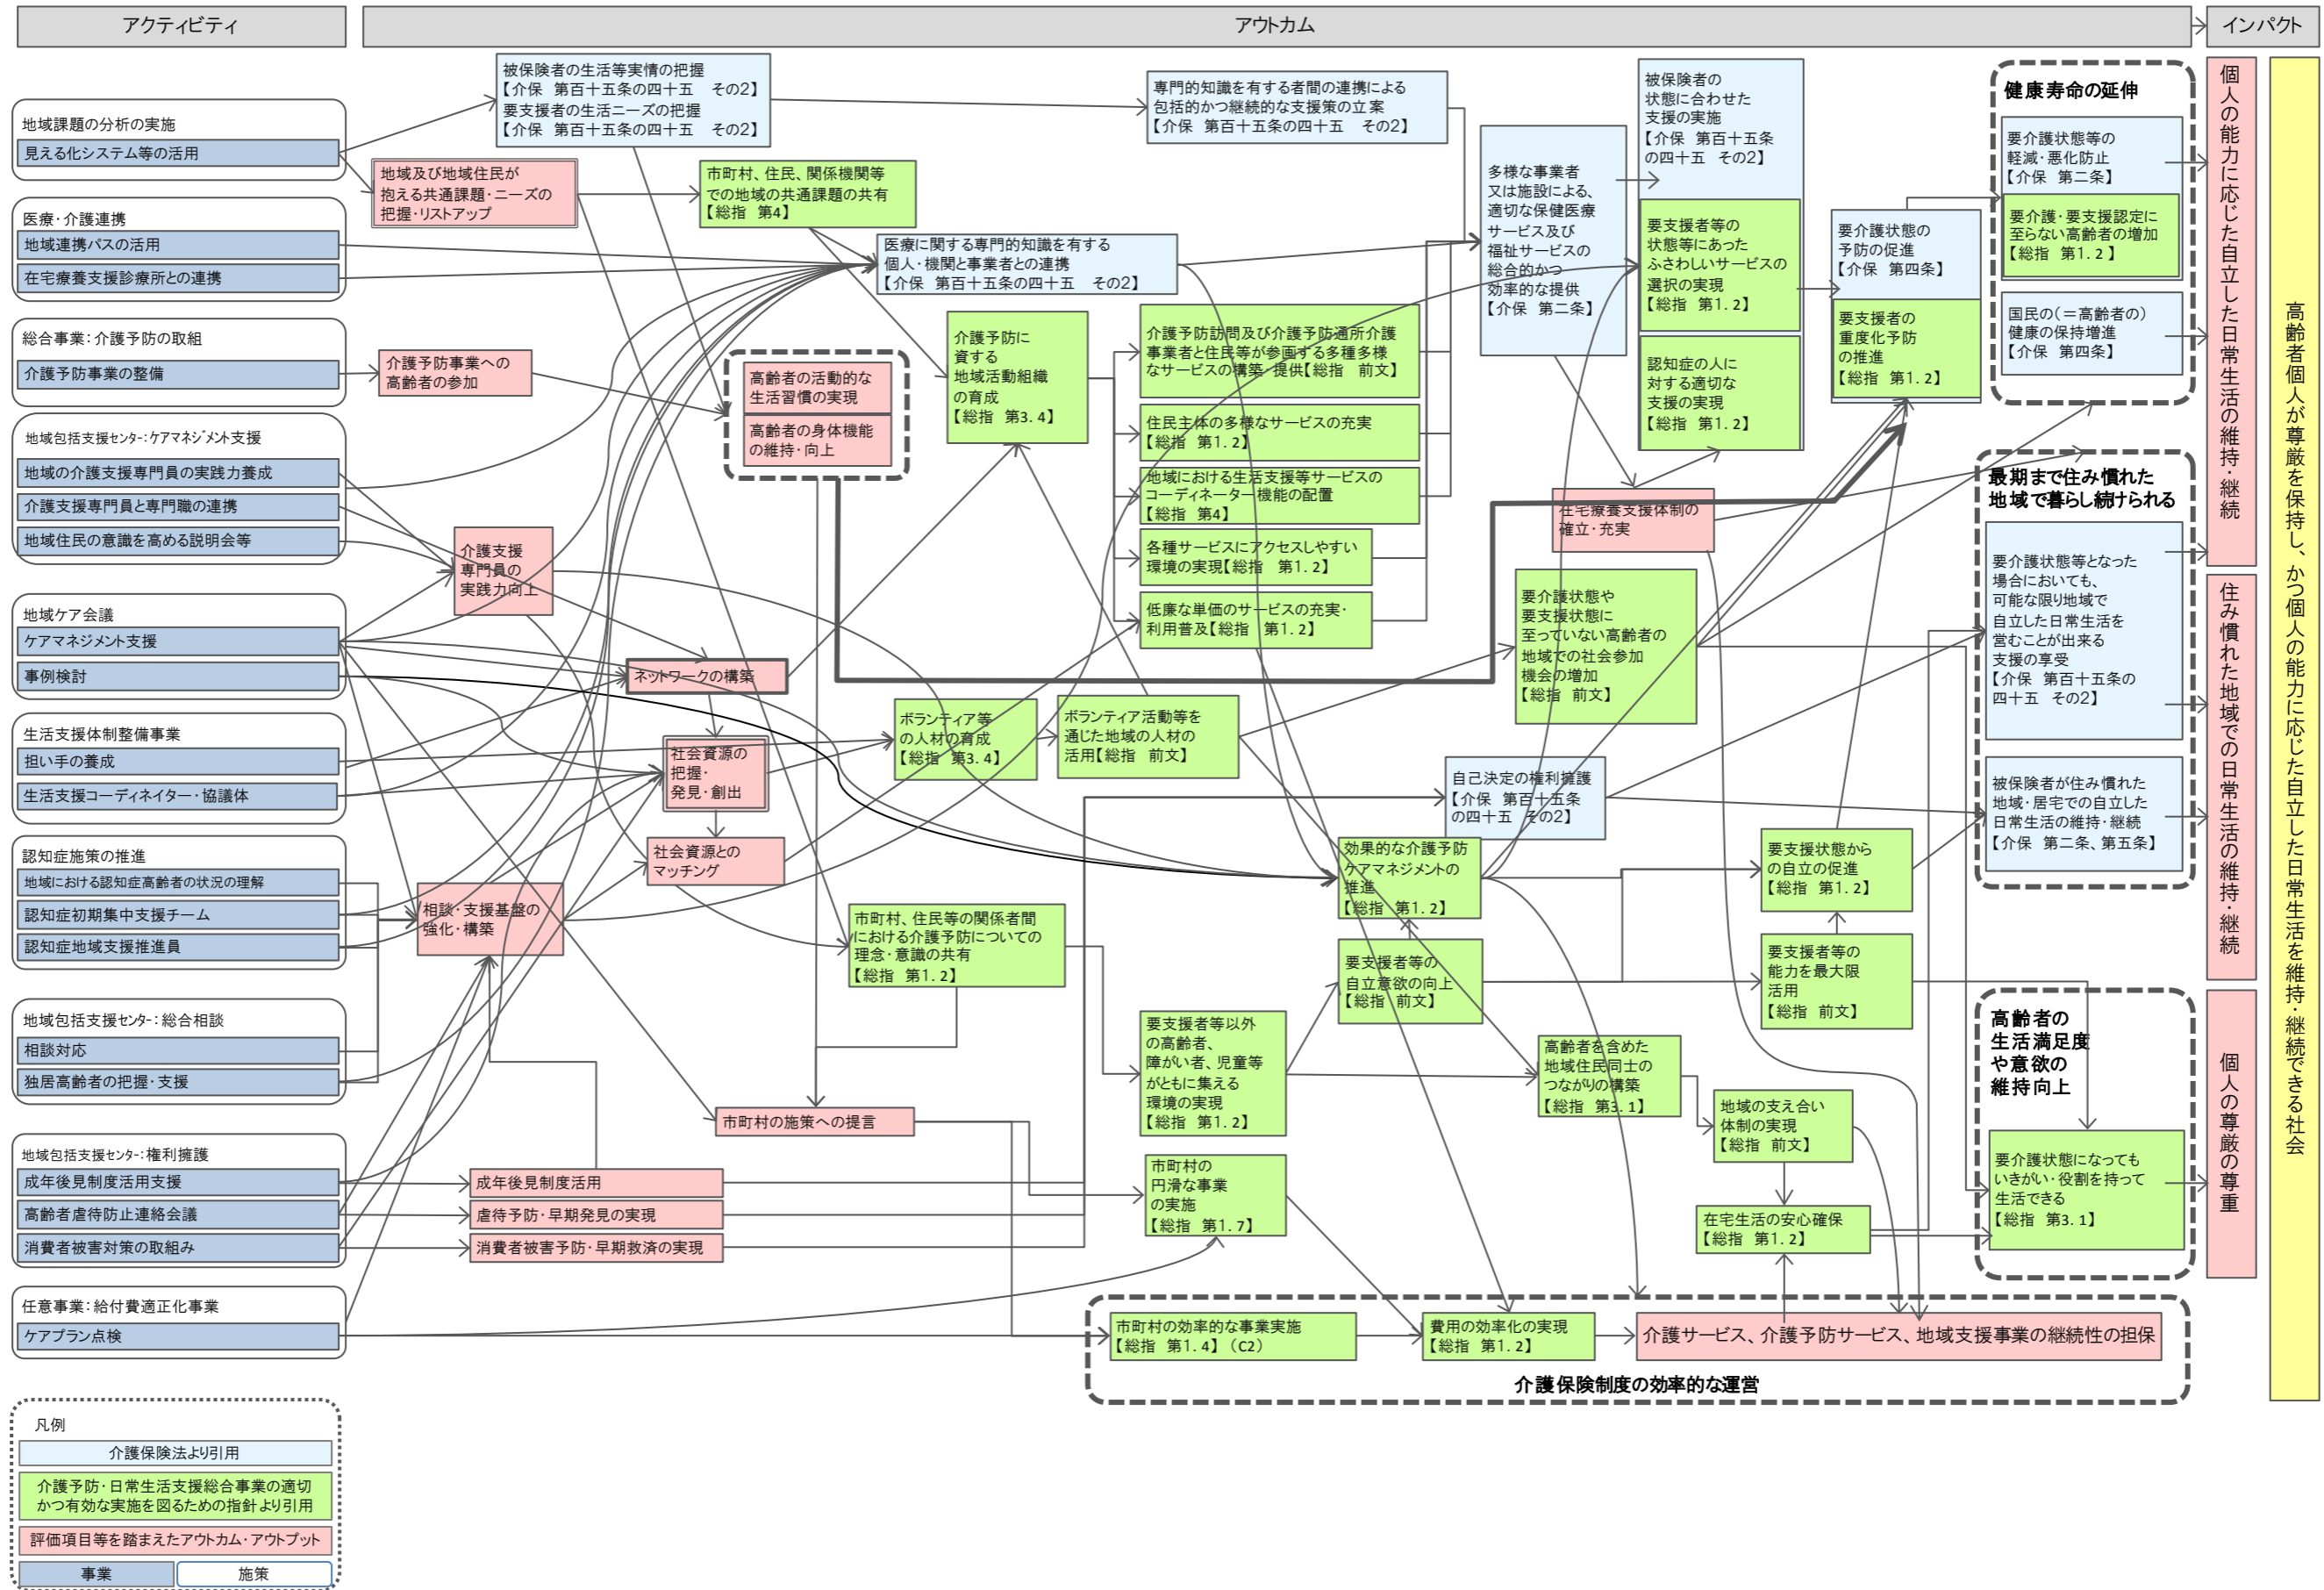 アクティビティ
アウトカム
インパクト
地域課題の分析の実施
見える化システム等の活用
医療・介護連携
地域連携パスの活用
在宅療養支援診療所との連携
総合事業：介護予防の取組
介護予防事業の整備
地域包括支援センター：ケアマネジメント支援
地域の介護支援専門員の実践力養成
介護支援専門員と専門職の連携
地域住民の意識を高める説明会等
地域ケア会議
ケアマネジメント支援
事例検討
生活支援体制整備事業
担い手の養成
生活支援コーディネイター・協議体
認知症施策の推進
地域における認知症高齢者の状況の理解
認知症初期集中支援チーム
認知症地域支援推進員
地域包括支援センター：総合相談
相談対応
独居高齢者の把握・支援
地域包括支援センター：権利擁護
成年後見制度活用支援
高齢者虐待防止連絡会議
消費者被害対策の取組み
任意事業：給付費適正化事業
ケアプラン点検
被保険者の生活等実情の把握
【介保　第百十五条の四十五　その2】
要支援者の生活ニーズの把握
【介保　第百十五条の四十五　その2】
地域及び地域住民が
抱える共通課題・ニーズの
把握・リストアップ
市町村、住民、関係機関等
での地域の共通課題の共有
【総指　第4】
医療に関する専門的知識を有する
個人・機関と事業者との連携
【介保　第百十五条の四十五　その2】
介護予防事業への
高齢者の参加
高齢者の活動的な
生活習慣の実現
高齢者の身体機能
の維持・向上
介護予防に
資する
地域活動組織
の育成
【総指　第3．4】
介護支援
専門員の
実践力向上
ネットワークの構築
社会資源の
把握・
発見・創出
社会資源との
マッチング
ボランティア等
の人材の育成
【総指　第3．4】
ボランティア活動等を
通じた地域の人材の
活用【総指　前文】
相談・支援基盤の
強化・構築
市町村、住民等の関係者間
における介護予防についての
理念・意識の共有
【総指　第1．2】
市町村の施策への提言
成年後見制度活用
虐待予防・早期発見の実現
消費者被害予防・早期救済の実現
専門的知識を有する者間の連携による
包括的かつ継続的な支援策の立案
【介保　第百十五条の四十五　その2】
介護予防訪問及び介護予防通所介護
事業者と住民等が参画する多種多様
なサービスの構築・提供【総指　前文】
住民主体の多様なサービスの充実
【総指　第1．2】
地域における生活支援等サービスの
コーディネーター機能の配置
【総指　第4】
各種サービスにアクセスしやすい
環境の実現【総指　第1．2】
低廉な単価のサービスの充実・
利用普及【総指　第1．2】
多様な事業者
又は施設による、
適切な保健医療
サービス及び
福祉サービスの
総合的かつ
効率的な提供
【介保　第二条】
被保険者の
状態に合わせた
支援の実施
【介保　第百十五条
の四十五　その2】
要支援者等の
状態等にあった
ふさわしいサービスの
選択の実現
【総指　第1．2】
認知症の人に
対する適切な
支援の実現
【総指　第1．2】
在宅療養支援体制の
確立・充実
要介護状態や
要支援状態に
至っていない高齢者の
地域での社会参加
機会の増加
【総指　前文】
自己決定の権利擁護
【介保　第百十五条
の四十五　その2】
効果的な介護予防
ケアマネジメントの
推進
【総指　第1．2】
要支援者等の
自立意欲の向上
【総指　前文】
要支援者等以外
の高齢者、
障がい者、児童等
がともに集える
環境の実現
【総指　第1．2】
市町村の
円滑な事業
の実施
【総指　第1．7】
高齢者を含めた
地域住民同士の
つながりの構築
【総指　第3．1】
地域の支え合い
体制の実現
【総指　前文】
在宅生活の安心確保
【総指　第1．2】
要支援状態から
の自立の促進
【総指　第1．2】
要支援者等の
能力を最大限
活用
【総指　前文】
要介護状態の
予防の促進
【介保　第四条】
要支援者の
重度化予防
の推進
【総指　第1．2】
市町村の効率的な事業実施
【総指　第1．4】（C2）
費用の効率化の実現
【総指　第1．2】
介護サービス、介護予防サービス、地域支援事業の継続性の担保
介護保険制度の効率的な運営
健康寿命の延伸
要介護状態等の
軽減・悪化防止
【介保　第二条】
要介護・要支援認定に
至らない高齢者の増加
【総指　第1．2】
国民の（＝高齢者の）
健康の保持増進
【介保　第四条】
最期まで住み慣れた
地域で暮らし続けられる
要介護状態等となった
場合においても、
可能な限り地域で
自立した日常生活を
営むことが出来る
支援の享受
【介保　第百十五条の
四十五　その2】
被保険者が住み慣れた
地域・居宅での自立した
日常生活の維持・継続
【介保　第二条、第五条】
高齢者の
生活満足度
や意欲の
維持向上
要介護状態になっても
いきがい・役割を持って
生活できる
【総指　第3．1】
個人の能力に応じた自立した日常生活の維持・継続
住み慣れた地域での日常生活の維持・継続
個人の尊厳の尊重
高齢者個人が尊厳を保持し、かつ個人の能力に応じた自立した日常生活を維持・継続できる社会
凡例
介護保険法より引用
介護予防・日常生活支援総合事業の適切
かつ有効な実施を図るための指針より引用
評価項目等を踏まえたアウトカム・アウトプット
事業
施策